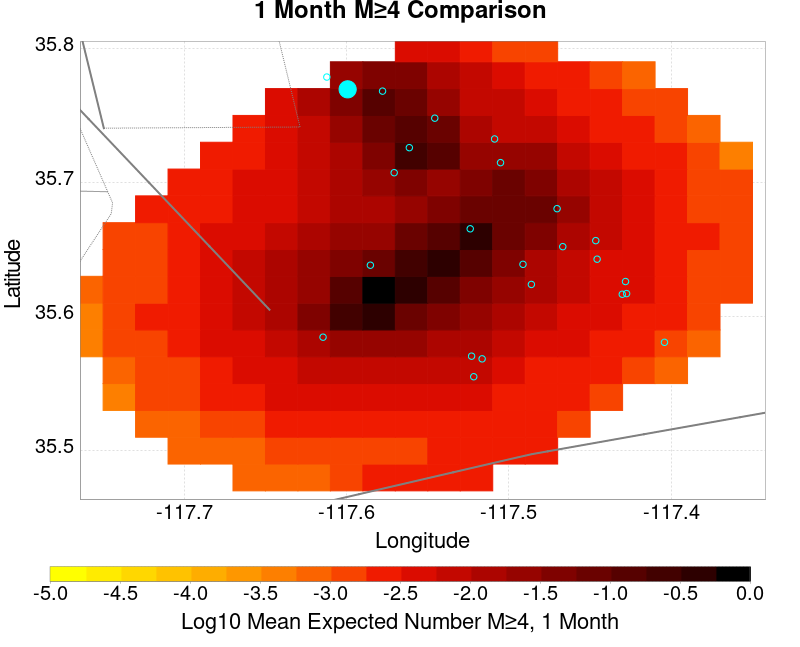 1 Month M≥4 Comparison
35.8
35.7
35.6
35.5
Latitude
-117.7 -117.6 -117.5 -117.4
Longitude
-5.0 -4.5 -4.0 -3.5 -3.0 -2.5 -2.0 -1.5 -1.0 -0.5 0.0
Log10 Mean Expected Number M≥4, 1 Month